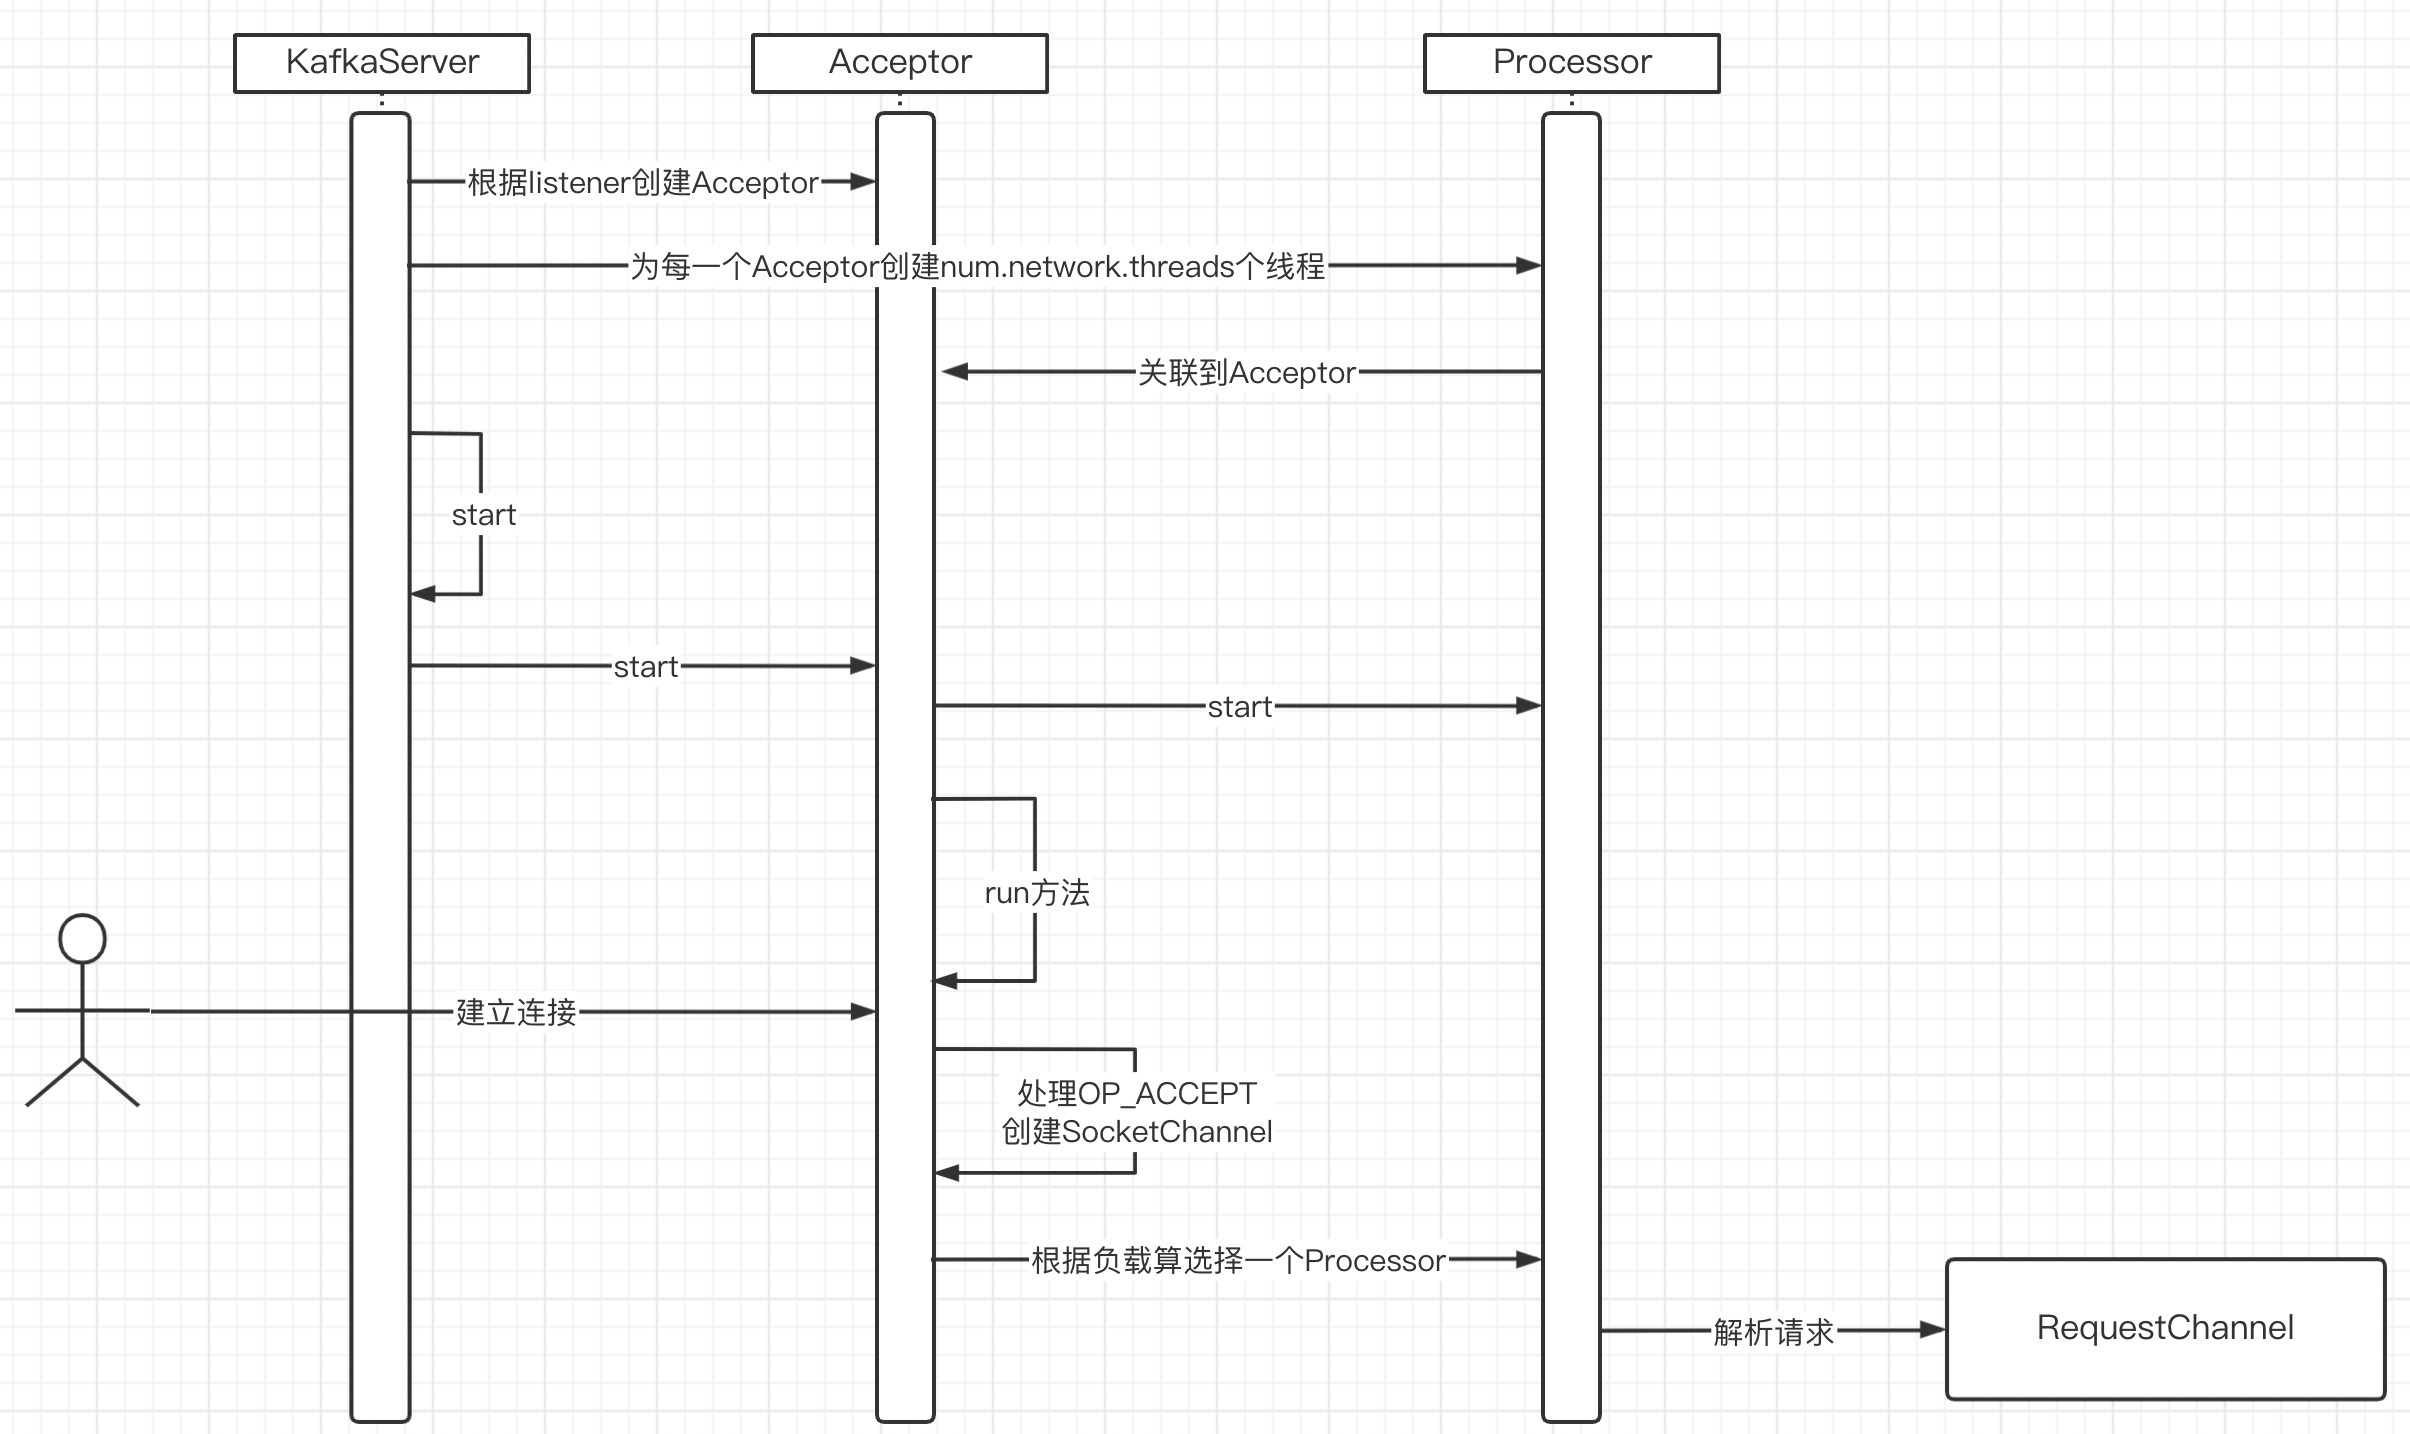 KafkaServer
Acceptor
Processor
根据listener创建Acceptor
为每一个Acceptor创建num.network.threads个线程
关联到Acceptor
start
start
start
run方法
建立连接
处理OP_ACCEPT
创建SocketChannel
根据负载算选择一个Processor
解析请求
RequestChannel